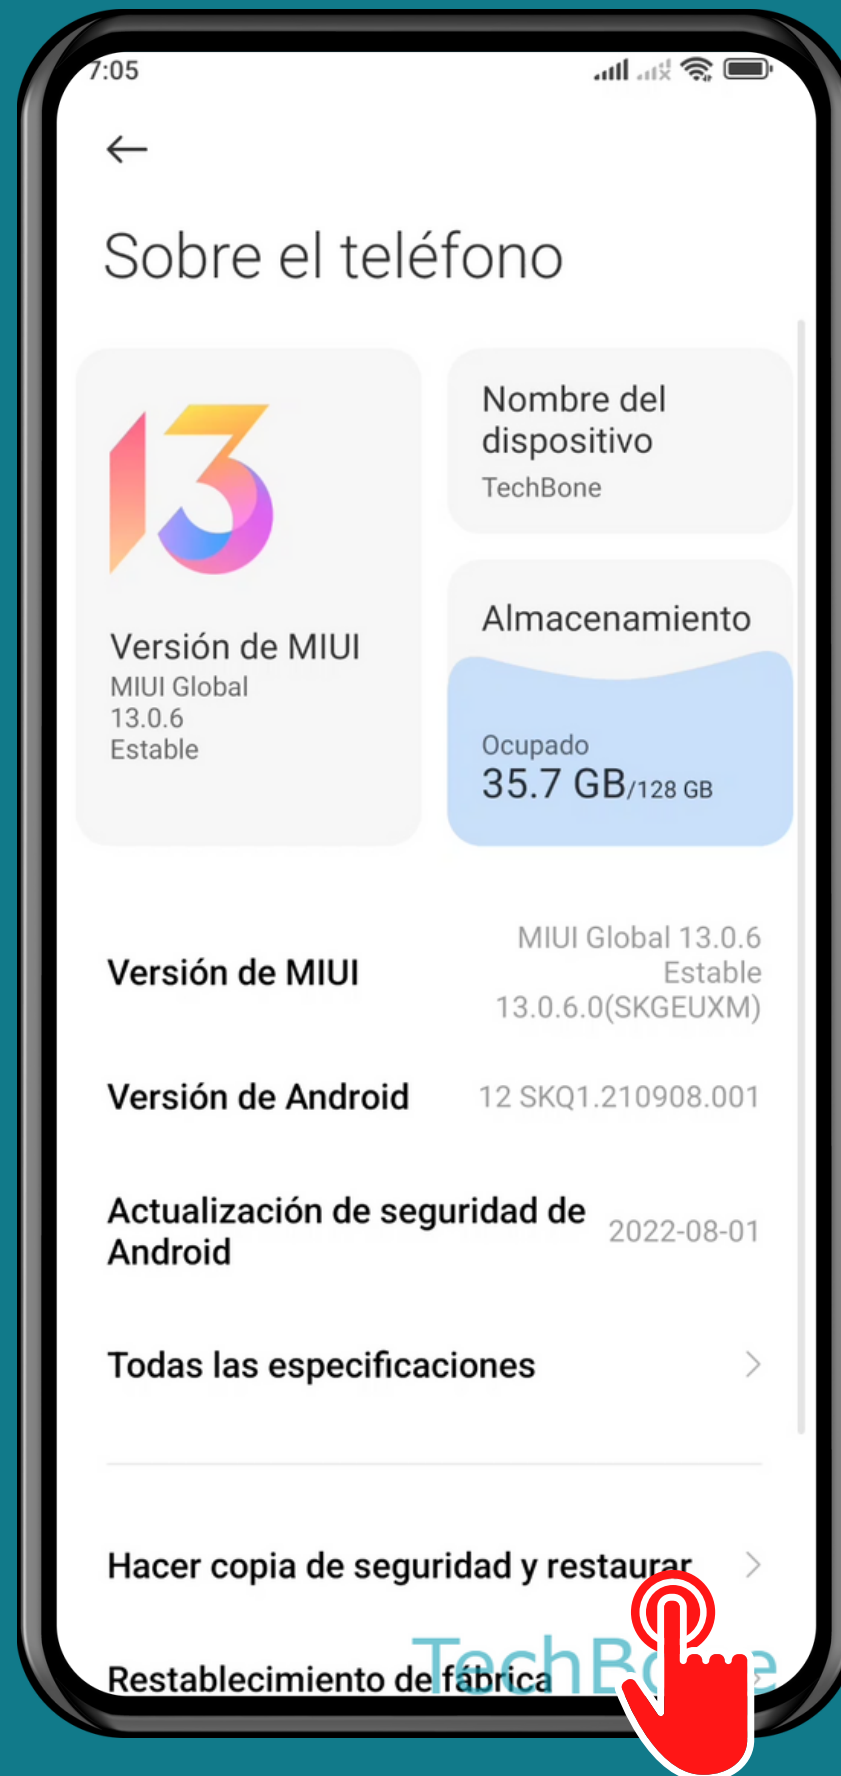 7:05
Sobre el teléfono
13
Versión de MIUI
MIUI Global
13.0.6
Estable
Nombre del
dispositivo
TechBone
Almacenamiento
Ocupado
35.7 GB/128 GB
Versión de MIUI
MIUI Global 13.0.6
Estable
13.0.6.0(SKGEUXM)
Versión de Android
12 SKQ1.210908.001
Actualización de seguridad de
Android
2022-08-01
Todas las especificaciones
Hacer copia de seguridad y restaurar
Restablecimiento de fábrica
TechBone